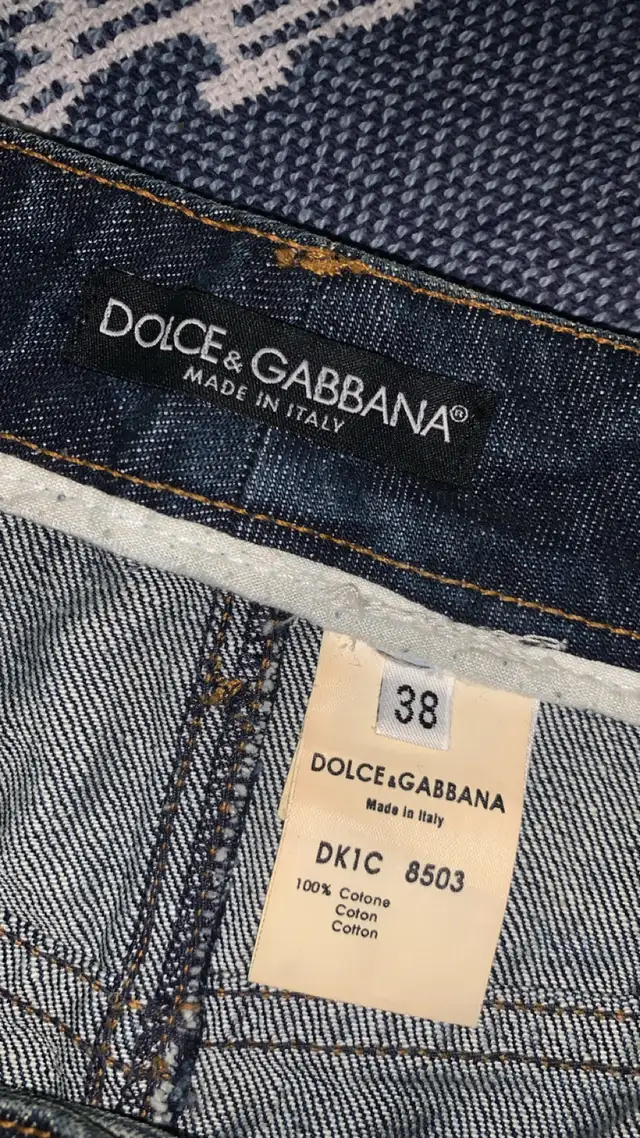 DOLCE & GABBANA®
MADE IN ITALY
38
DOLCE&GABBANA
Made in Italy
DK1C 8503
100% Cotone
Coton
Cotton